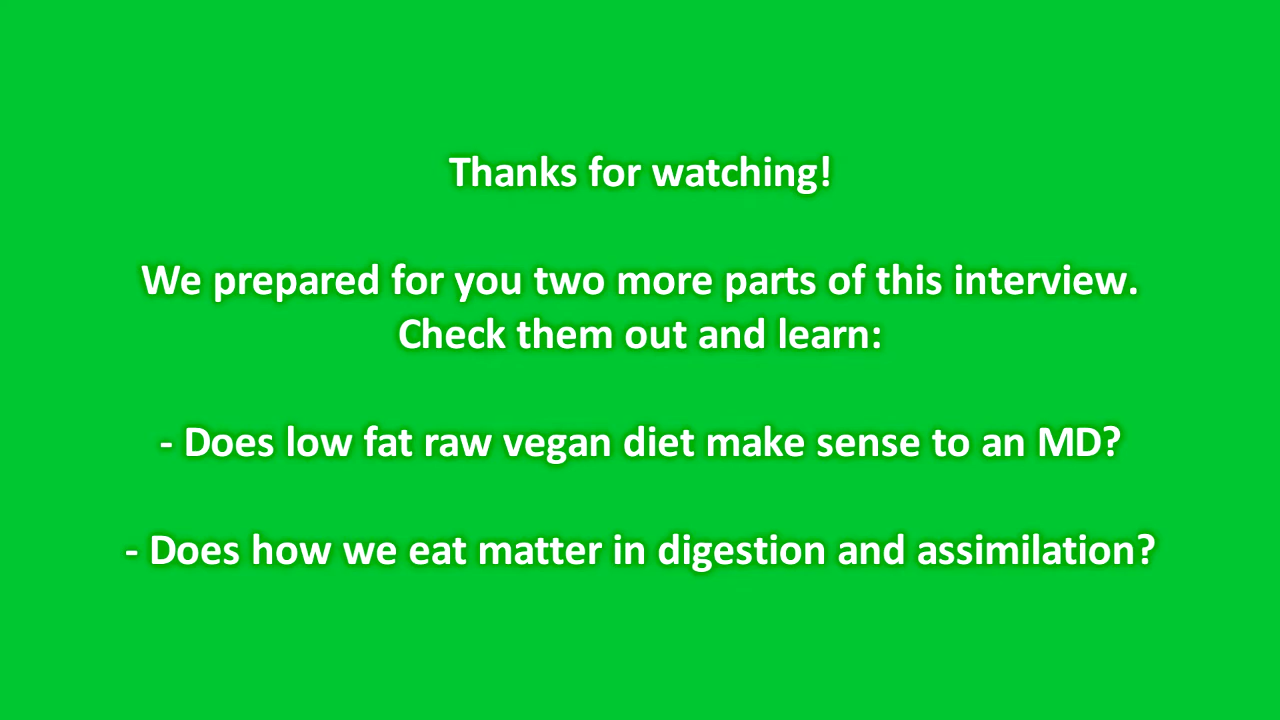 Thanks for watching!
We prepared for you two more parts of this interview.
Check them out and learn:
- Does low fat raw vegan diet make sense to an MD?
- Does how we eat matter in digestion and assimilation?